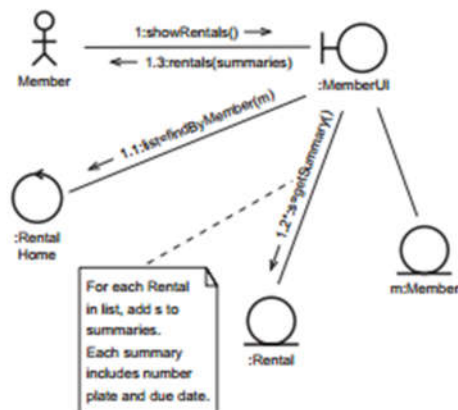 1:showRentals()
1.3:rentals(summaries)
Member
:MemberUI
1.1:list=findByMember(m)
1.2*:s=getSummary()
:Rental
Home
m:Member
For each Rental
in list, add s to
summaries.
Each summary
includes number
plate and due date.
:Rental